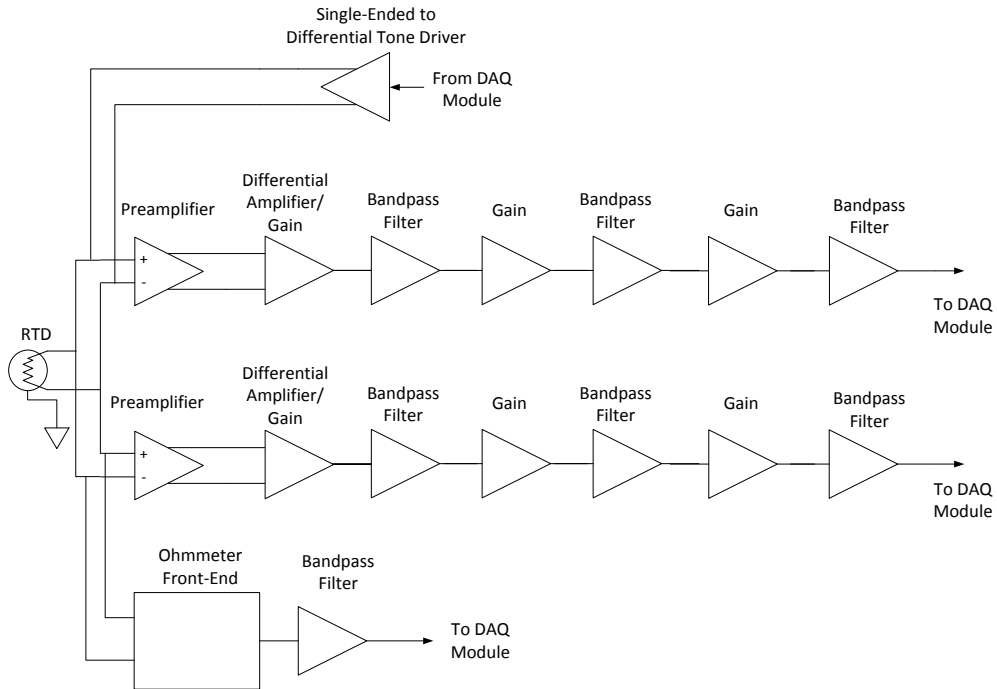 Single-Ended to
Differential Tone Driver
From DAQ
Module
Preamplifier
Differential
Amplifier/
Gain
Bandpass
Filter
Gain
Bandpass
Filter
Gain
Bandpass
Filter
+
-
To DAQ
Module
RTD
Preamplifier
Differential
Amplifier/
Gain
Bandpass
Filter
Gain
Bandpass
Filter
Gain
Bandpass
Filter
+
-
To DAQ
Module
Ohmmeter
Front-End
Bandpass
Filter
To DAQ
Module